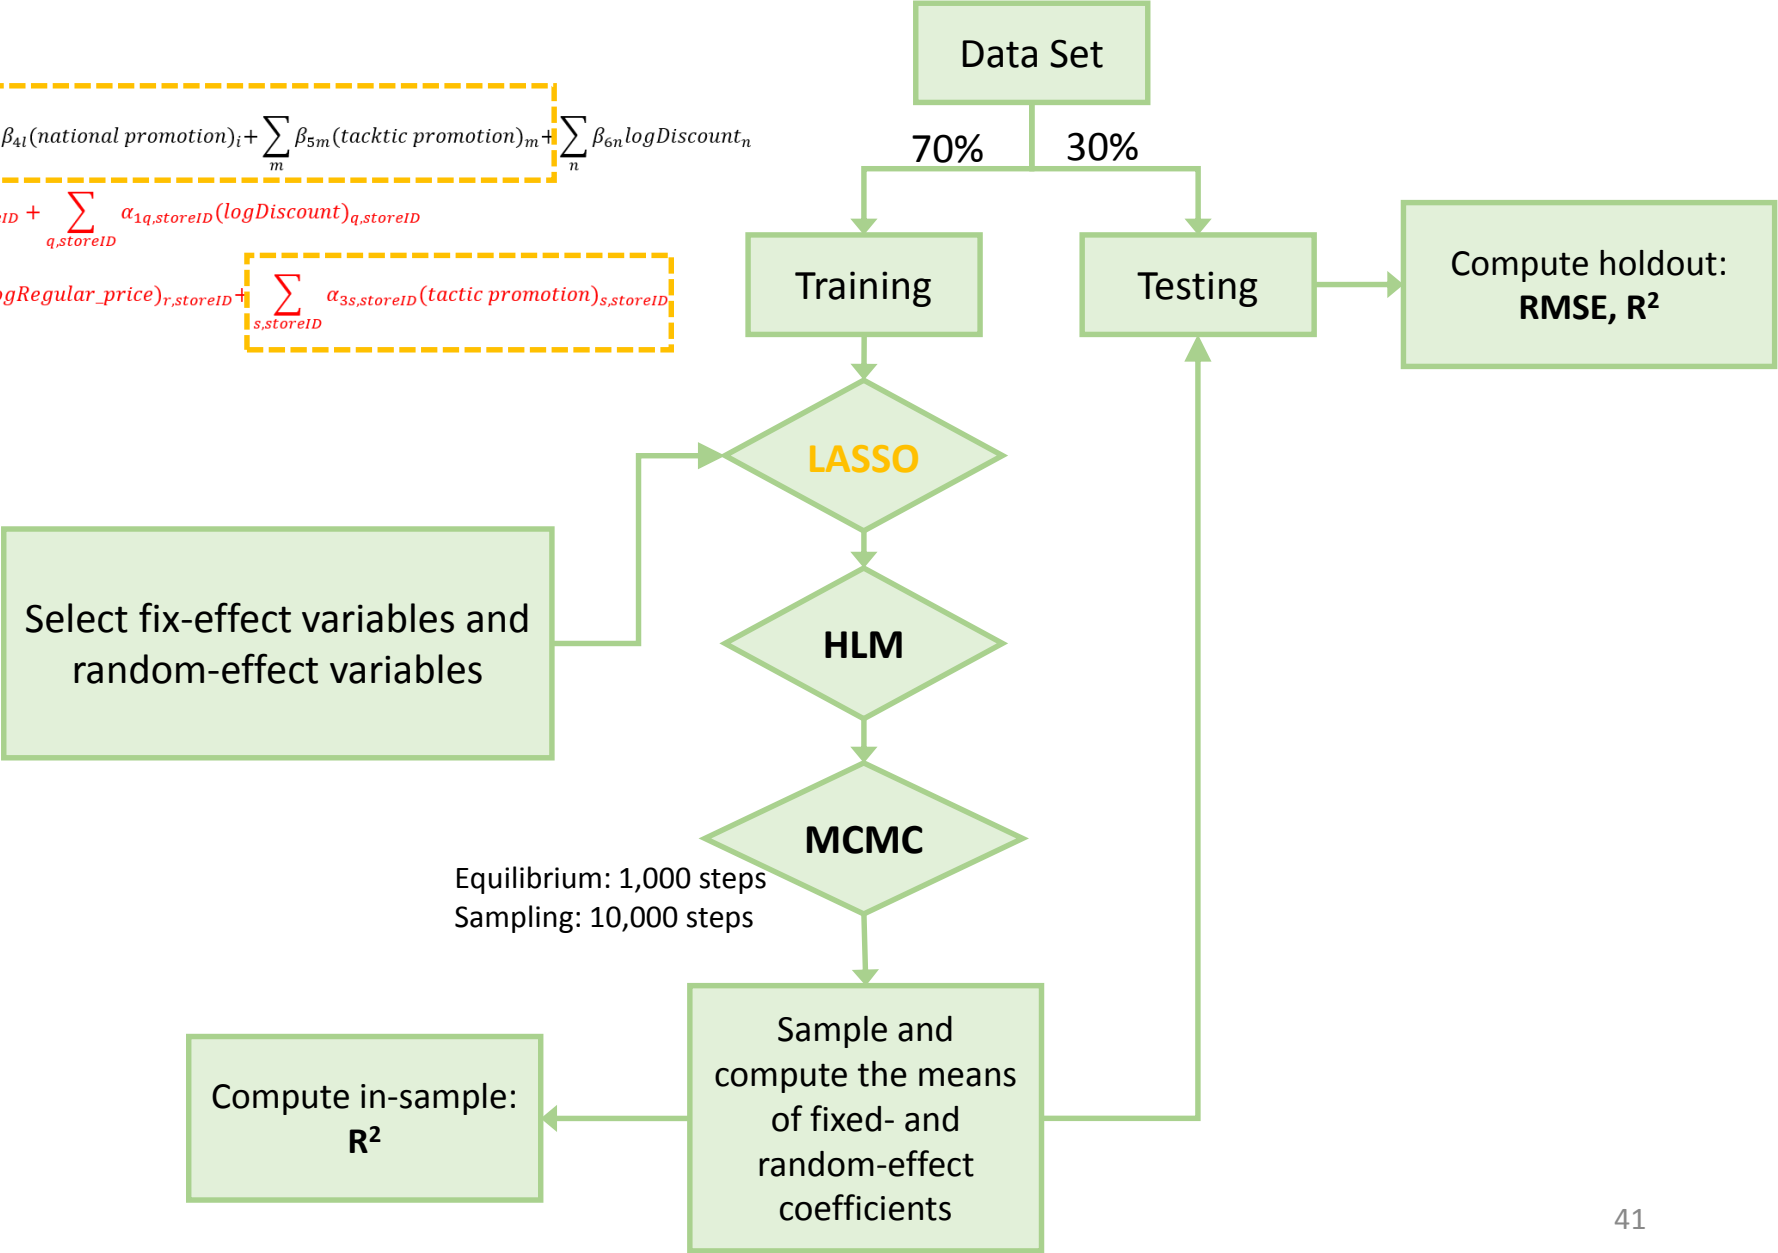 Data Set
β4l(national promotion)i+ ∑m β5m(tacktic promotion)m+ ∑n β6nlogDiscountn
70% 30%
eID + ∑q,storeID α1q,storeID(logDiscount)q,storeID
ogRegular_price)r,storeID+ ∑s,storeID α3s,storeID(tactic promotion)s,storeID
Training
Testing
Compute holdout:
RMSE, R²
LASSO
Select fix-effect variables and
random-effect variables
HLM
MCMC
Equilibrium: 1,000 steps
Sampling: 10,000 steps
Sample and
compute the means
of fixed- and
random-effect
coefficients
Compute in-sample:
R²
41